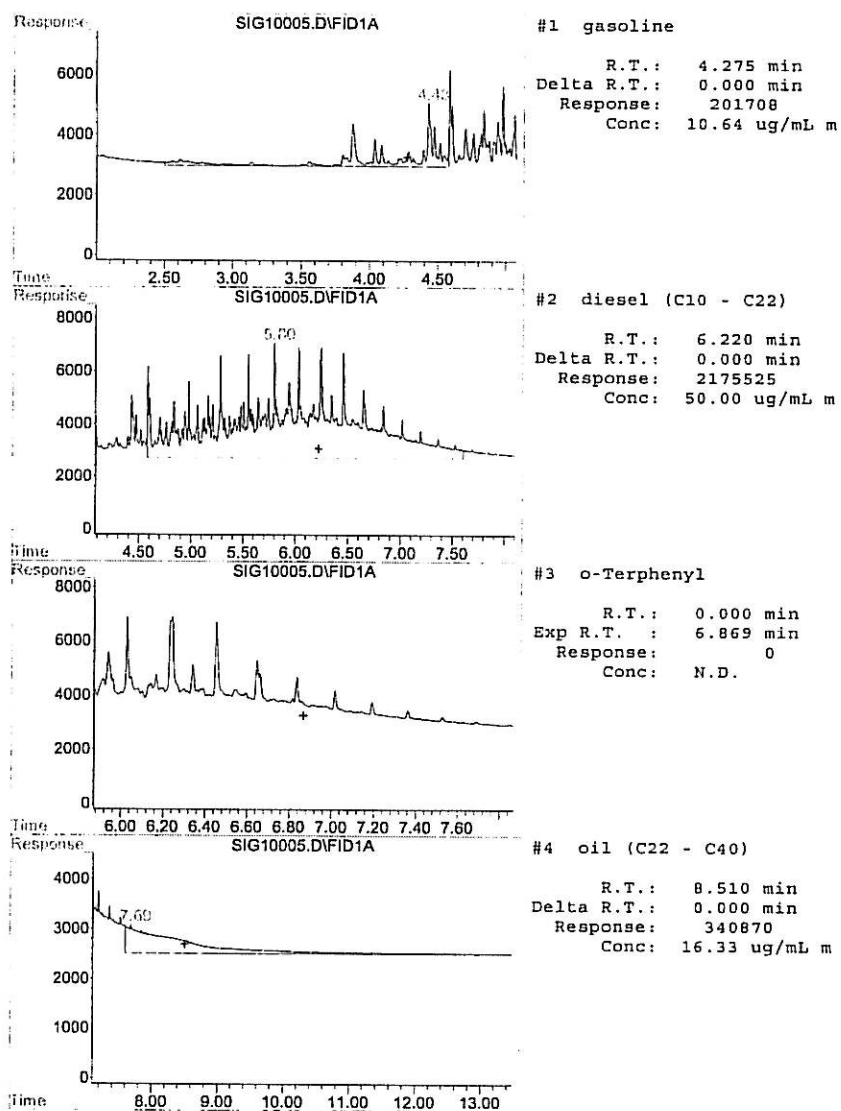 Response
SIG10005.D\FID1A
6000
4000
2000
0
4.42
Time
2.50 3.00 3.50 4.00 4.50
#1 gasoline
R.T.: 4.275 min
Delta R.T.: 0.000 min
Response: 201708
Conc: 10.64 ug/mL m
Response
SIG10005.D\FID1A
8000
6000
4000
2000
0
5.80
+
Time
4.50 5.00 5.50 6.00 6.50 7.00 7.50
#2 diesel (C10 - C22)
R.T.: 6.220 min
Delta R.T.: 0.000 min
Response: 2175525
Conc: 50.00 ug/mL m
Response
SIG10005.D\FID1A
8000
6000
4000
2000
0
+
Time
6.00 6.20 6.40 6.60 6.80 7.00 7.20 7.40 7.60
#3 o-Terphenyl
R.T.: 0.000 min
Exp R.T. : 6.869 min
Response: 0
Conc: N.D.
Response
SIG10005.D\FID1A
4000
3000
2000
1000
0
7.69
+
Time
8.00 9.00 10.00 11.00 12.00 13.00
#4 oil (C22 - C40)
R.T.: 8.510 min
Delta R.T.: 0.000 min
Response: 340870
Conc: 16.33 ug/mL m